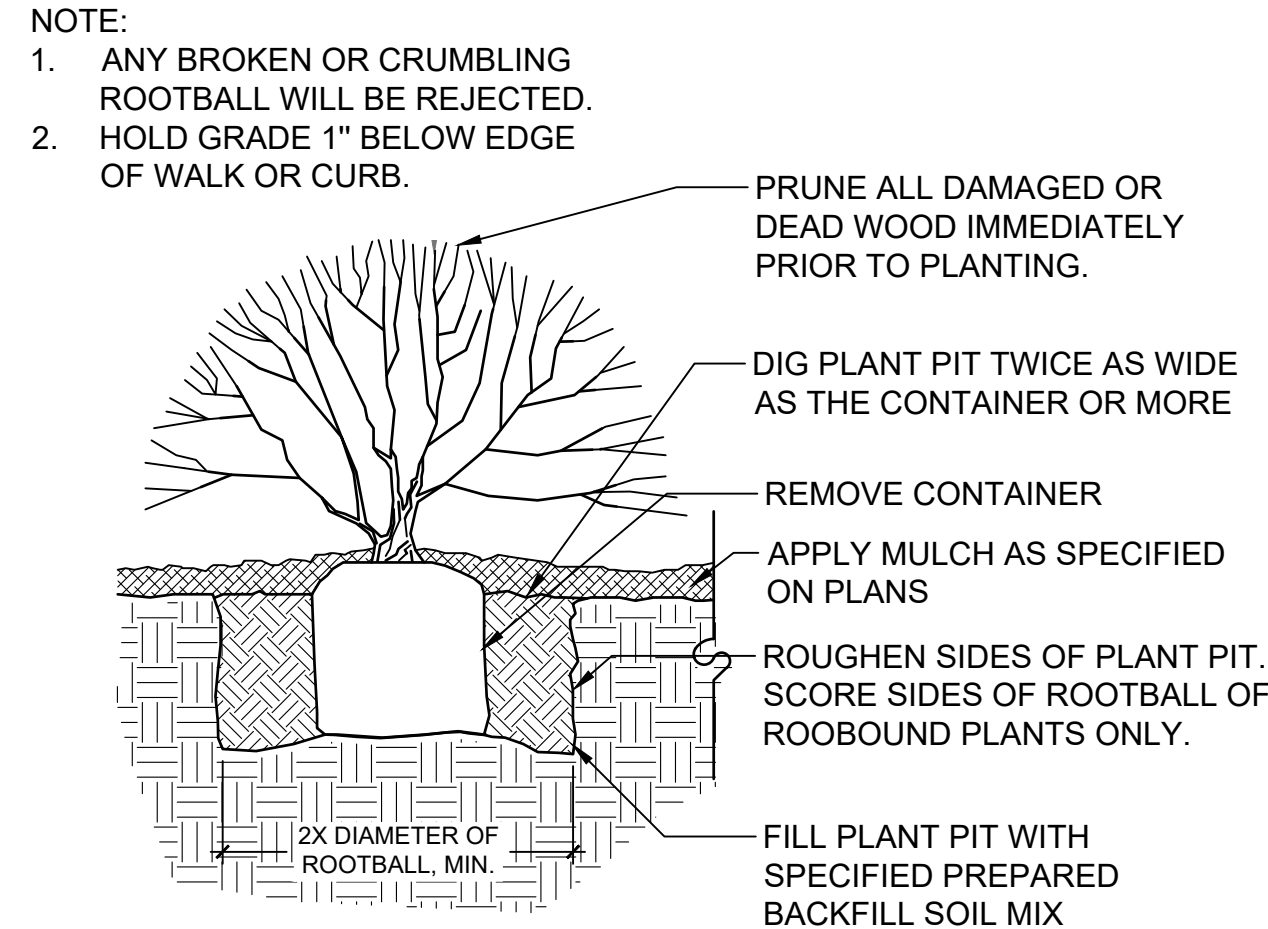 NOTE:
1. ANY BROKEN OR CRUMBLING
ROOTBALL WILL BE REJECTED.
2. HOLD GRADE 1" BELOW EDGE
OF WALK OR CURB.
PRUNE ALL DAMAGED OR
DEAD WOOD IMMEDIATELY
PRIOR TO PLANTING.
DIG PLANT PIT TWICE AS WIDE
AS THE CONTAINER OR MORE
REMOVE CONTAINER
APPLY MULCH AS SPECIFIED
ON PLANS
ROUGHEN SIDES OF PLANT PIT.
SCORE SIDES OF ROOTBALL OF
ROOBOUND PLANTS ONLY.
FILL PLANT PIT WITH
SPECIFIED PREPARED
BACKFILL SOIL MIX
2X DIAMETER OF
ROOTBALL, MIN.